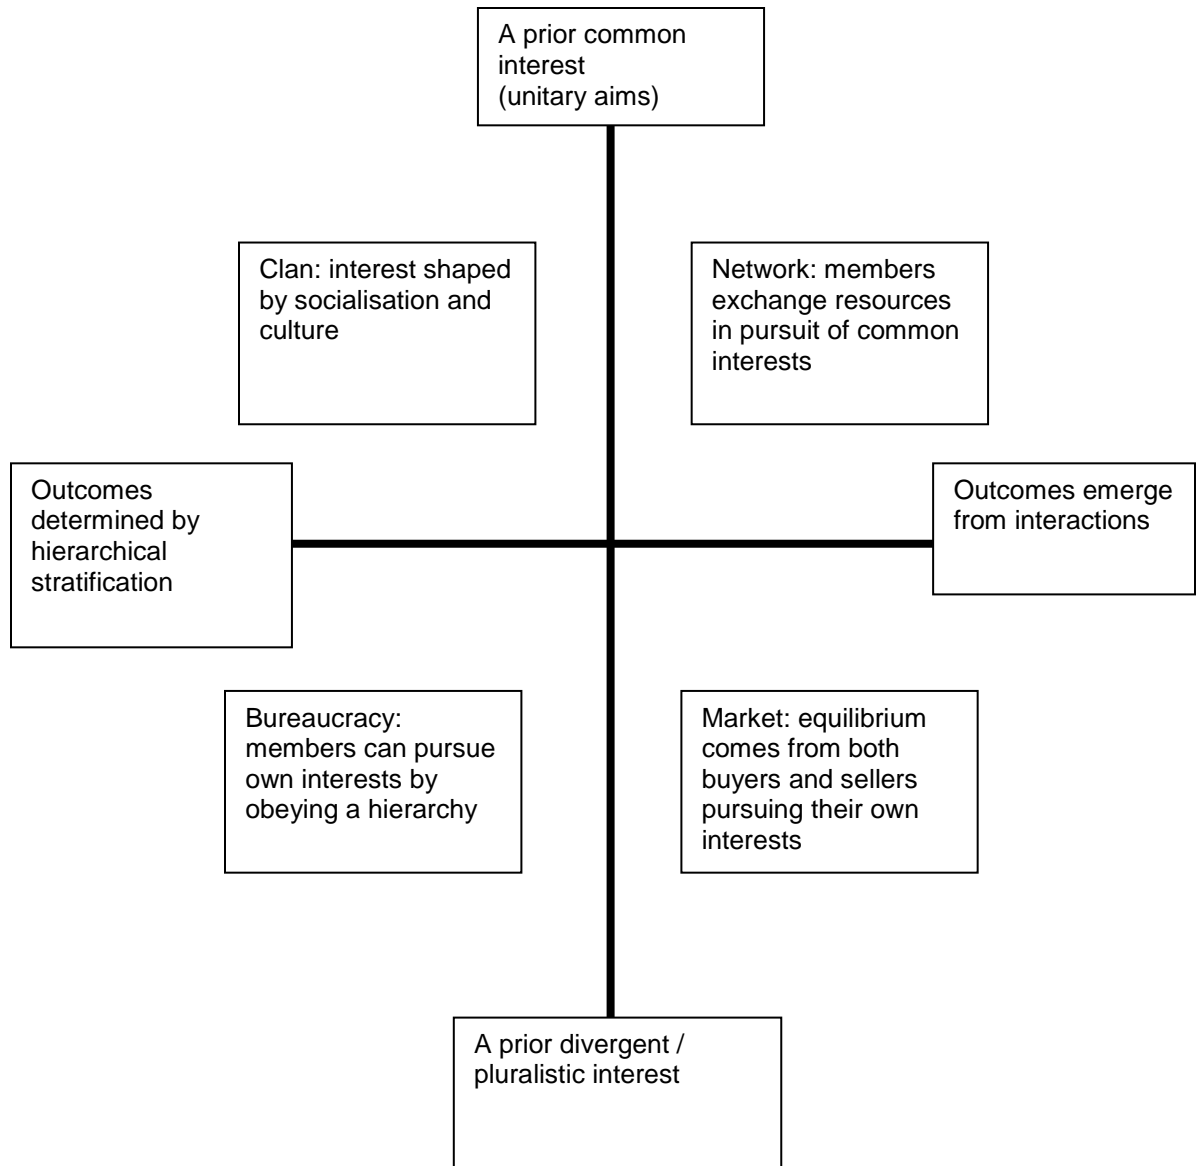 A prior common
interest
(unitary aims)
Clan: interest shaped
by socialisation and
culture
Network: members
exchange resources
in pursuit of common
interests
Outcomes
determined by
hierarchical
stratification
Outcomes emerge
from interactions
Bureaucracy:
members can pursue
own interests by
obeying a hierarchy
Market: equilibrium
comes from both
buyers and sellers
pursuing their own
interests
A prior divergent /
pluralistic interest